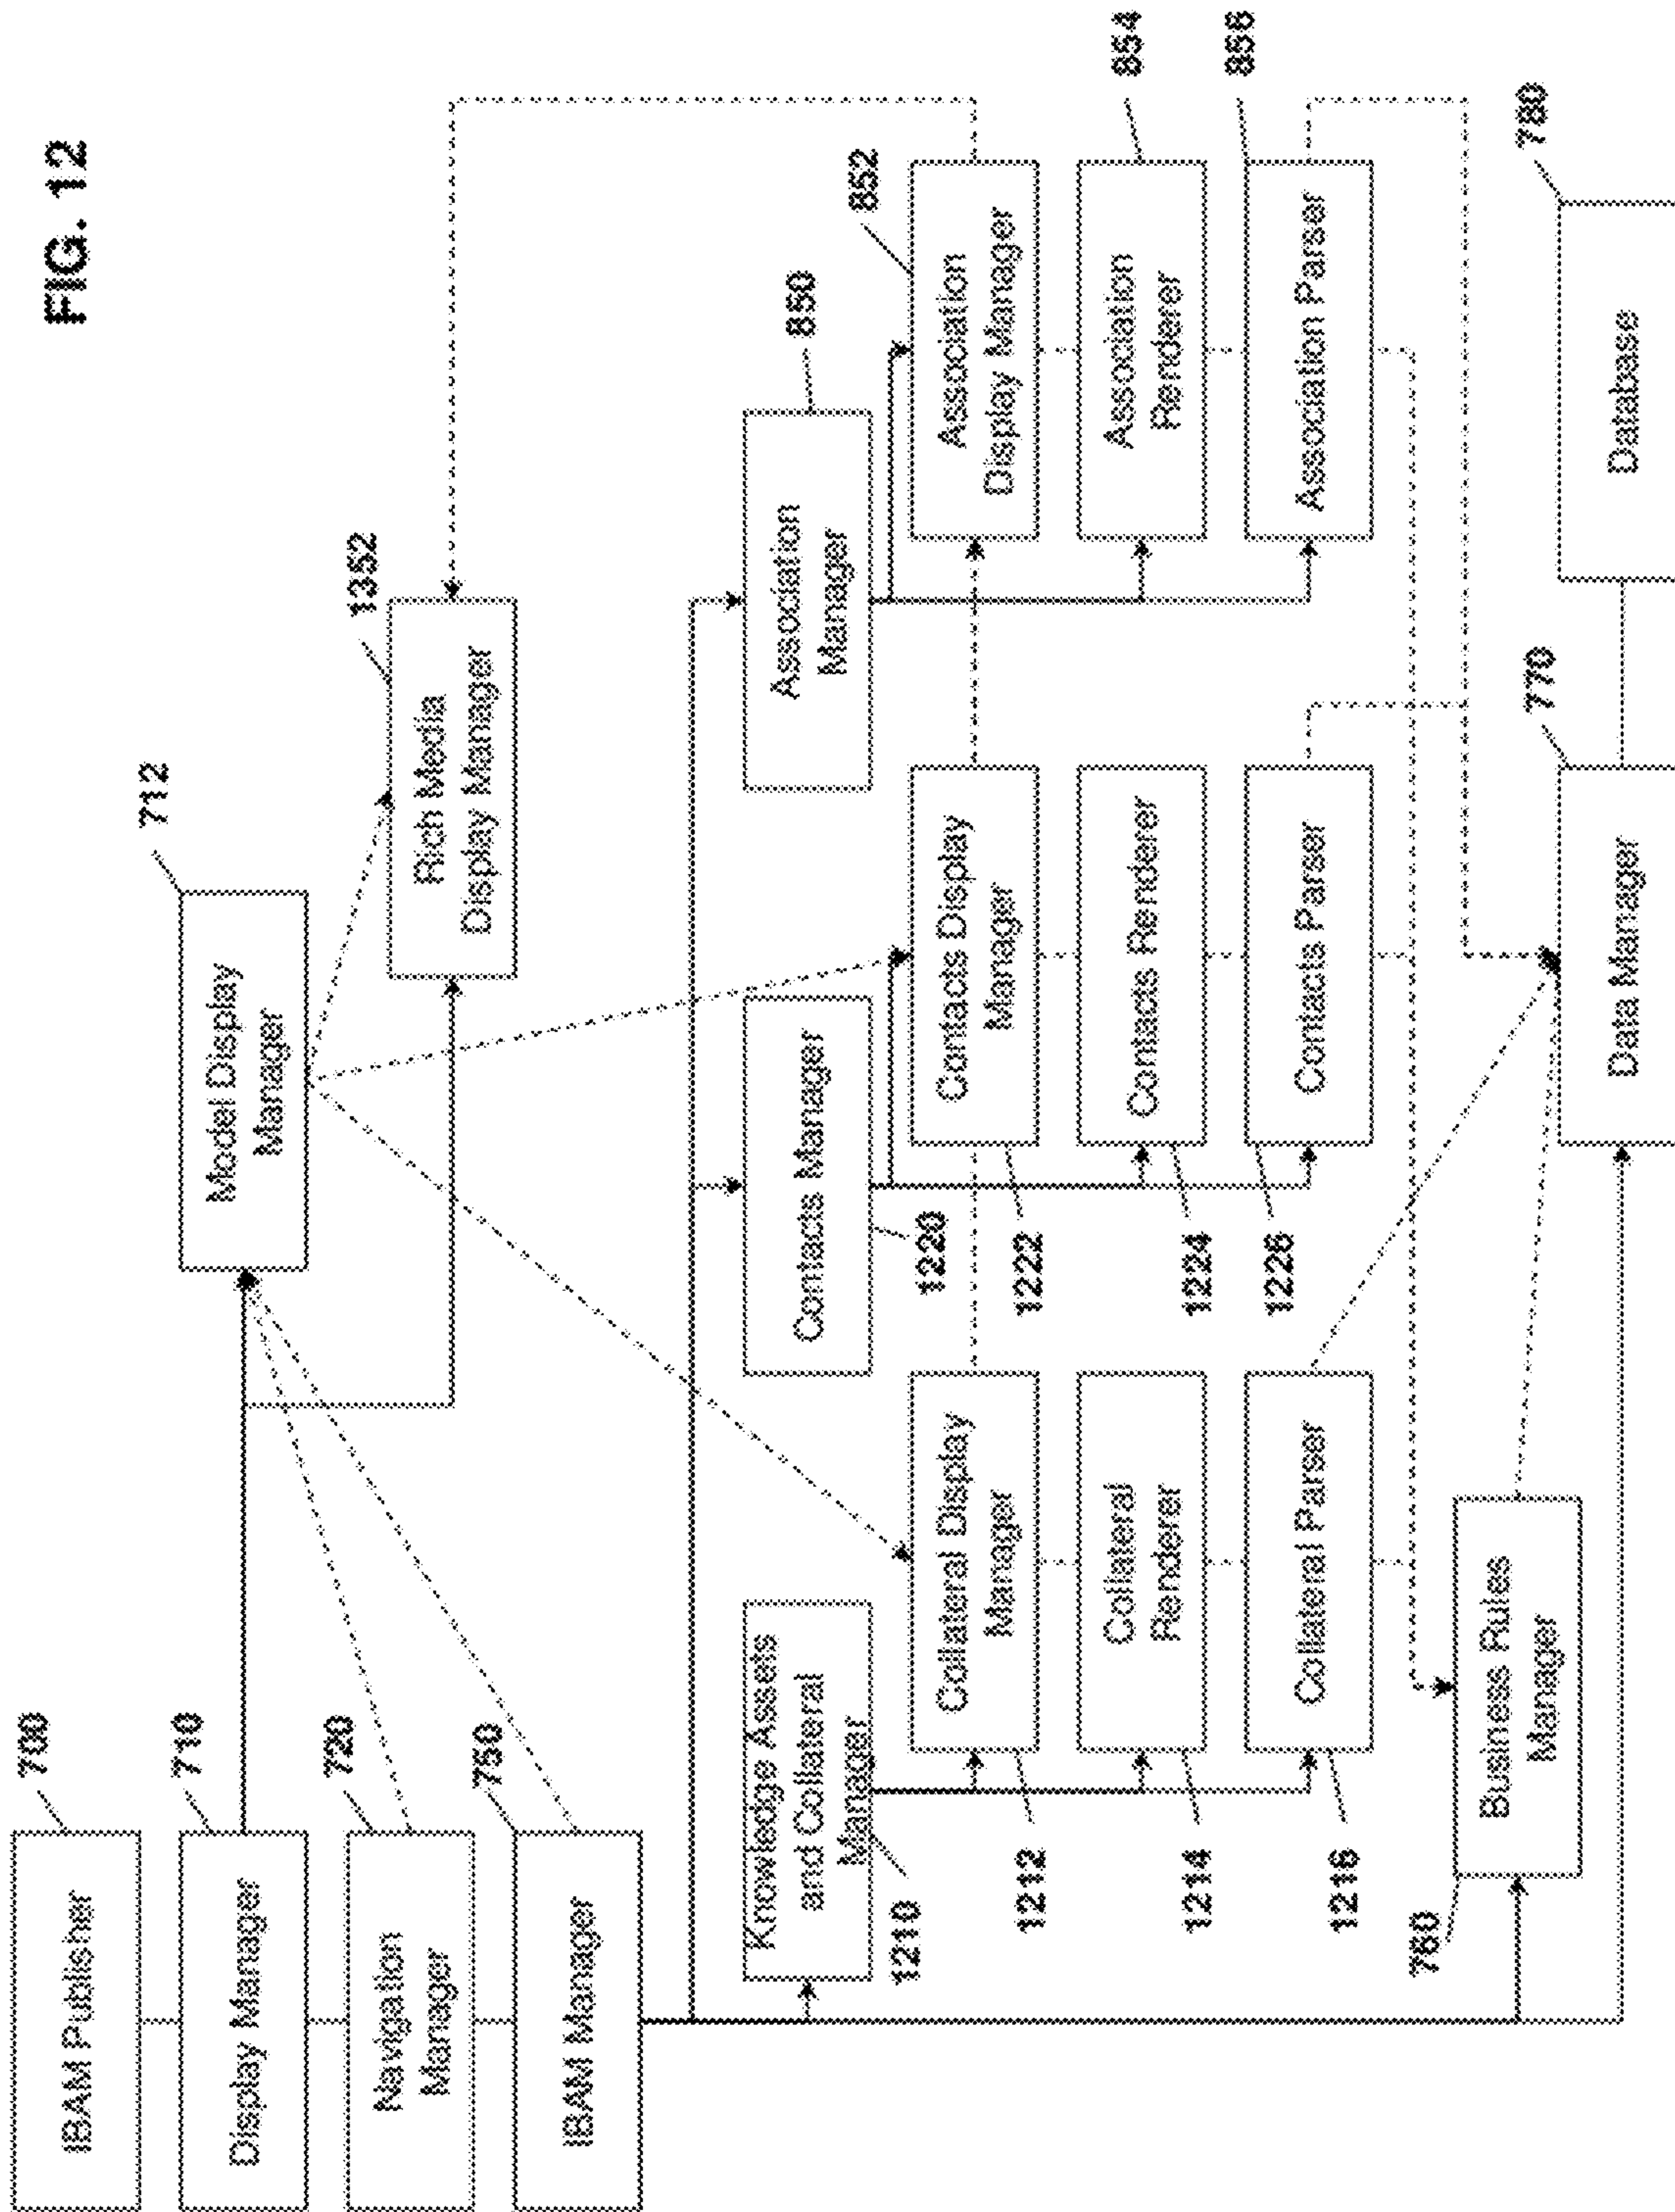 FIG. 12
IBAM Publisher
700
Display Manager
710
Model Display
Manager
712
Navigation
Manager
720
Rich Media
Display Manager
1352
IBAM Manager
750
Knowledge Assets
and Collateral
Manager
1210
Contacts Manager
1220
Association
Manager
850
Collateral Display
Manager
1212
Contacts Display
Manager
1222
Association
Display Manager
852
Collateral
Renderer
1214
Contacts Renderer
1224
Association
Renderer
854
Collateral Parser
1216
Contacts Parser
1226
Association Parser
856
Business Rules
Manager
760
Data Manager
770
Database
780